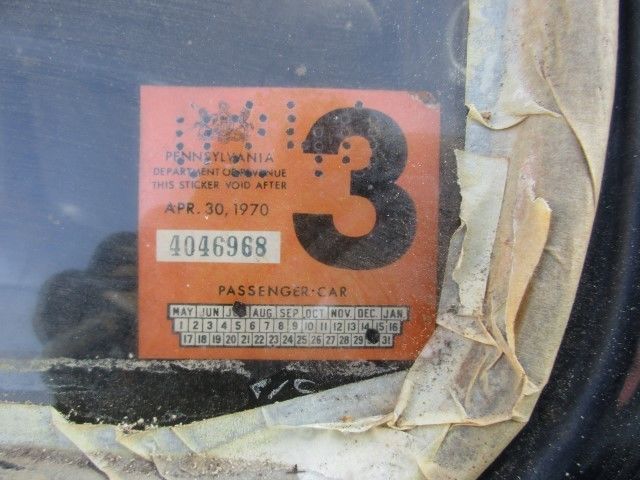 3
PENNSYLVANIA
DEPARTMENT OF REVENUE
THIS STICKER VOID AFTER
APR. 30, 1970
4046968
PASSENGER-CAR
MAY JUN AUG SEP OCT NOV DEC. JAN
1 2 3 4 5 6 7 8 9 10 11 12 13 14 15 16
17 18 19 20 21 22 23 24 25 26 27 28 29 31